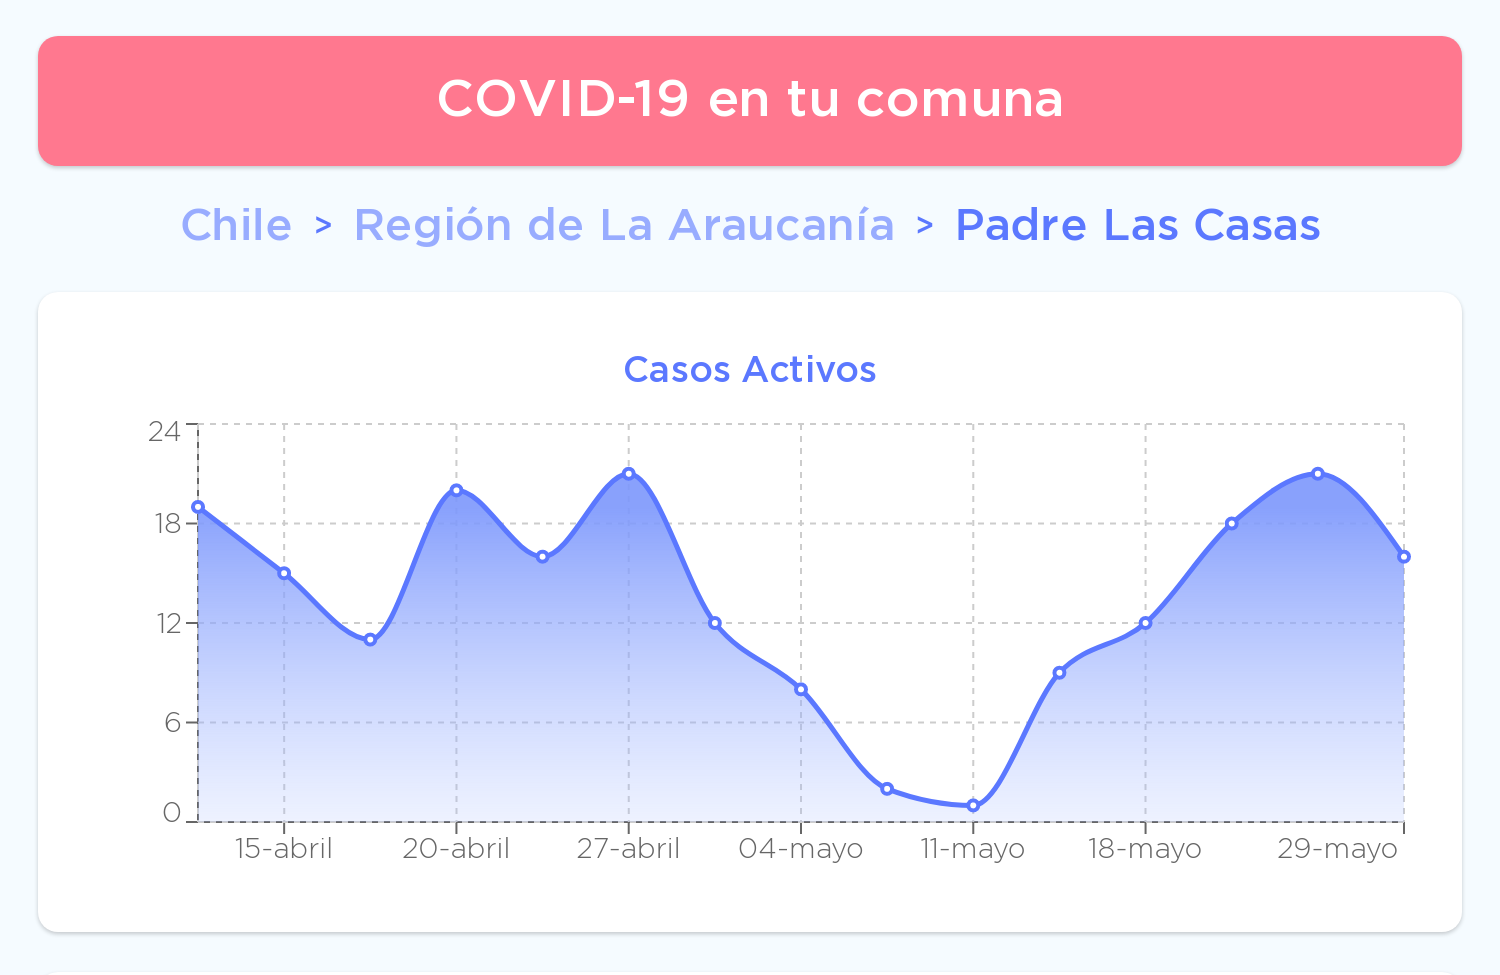 COVID-19 en tu comuna
Chile > Región de La Araucanía > Padre Las Casas
Casos Activos
24
18
12
6
0
15-abril 20-abril 27-abril 04-mayo 11-mayo 18-mayo 29-mayo